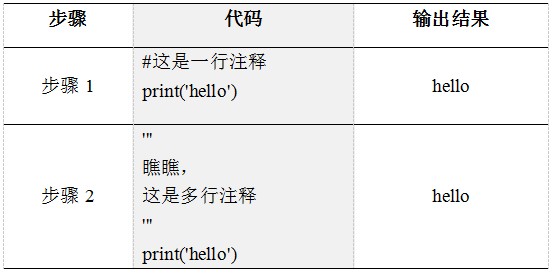 步骤 代码 输出结果
步骤 1 #这是一行注释 hello
print('hello')
'''
瞧瞧，
步骤 2 这是多行注释 hello
'''
print('hello')